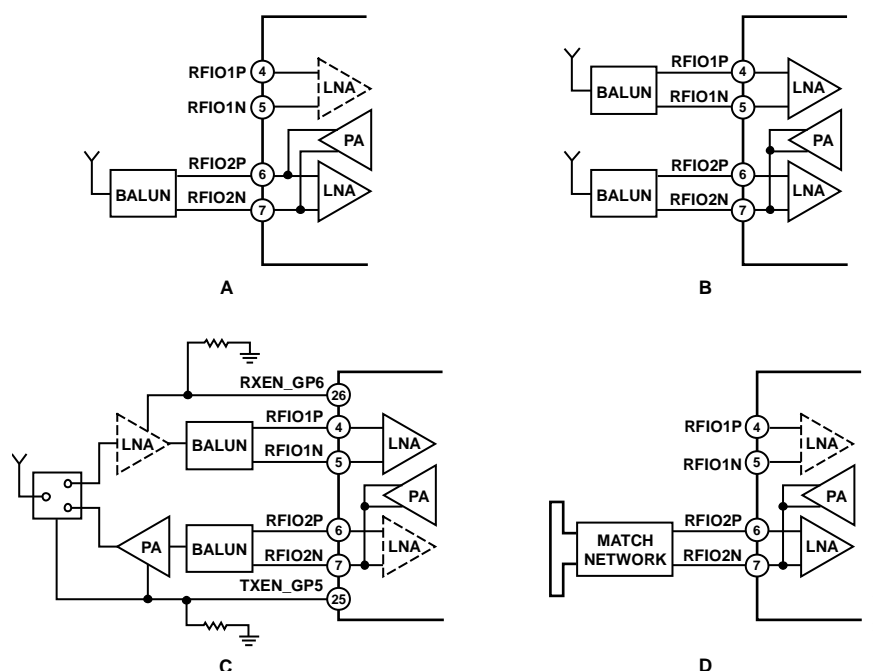 RFIO1P
4
LNA
RFIO1N
5
PA
RFIO2P
6
BALUN
LNA
RFIO2N
7
A
RFIO1P
4
BALUN
LNA
RFIO1N
5
PA
RFIO2P
6
BALUN
LNA
RFIO2N
7
B
RXEN_GP6
26
RFIO1P
4
LNA
BALUN
LNA
RFIO1N
5
PA
RFIO2P
6
PA
BALUN
LNA
RFIO2N
7
TXEN_GP5
25
C
RFIO1P
4
LNA
RFIO1N
5
PA
RFIO2P
6
MATCH
NETWORK
LNA
RFIO2N
7
D